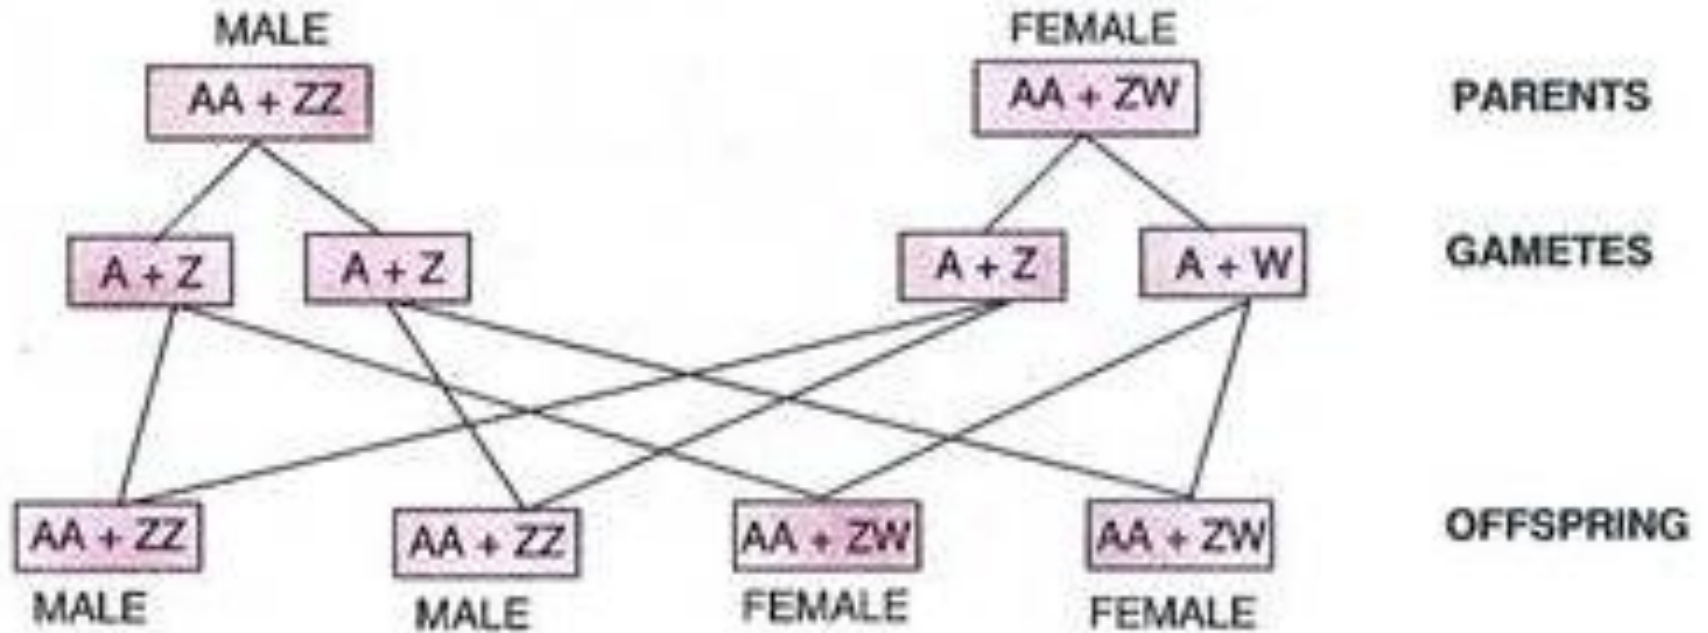 MALE FEMALE
AA + ZZ AA + ZW PARENTS
A + Z A + Z A + Z A + W GAMETES
AA + ZZ AA + ZZ AA + ZW AA + ZW OFFSPRING
MALE MALE FEMALE FEMALE